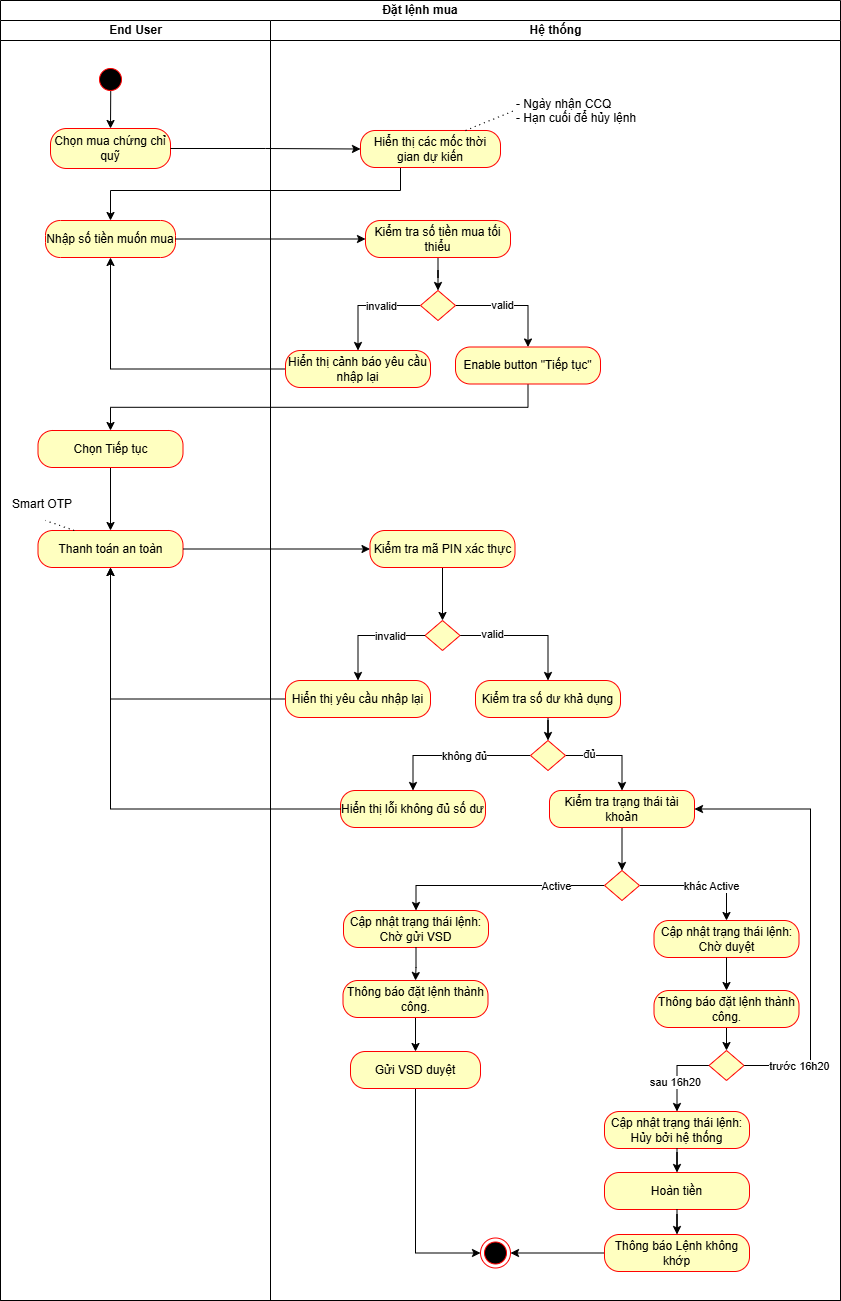 Đặt lệnh mua
End User
Hệ thống
- Ngày nhận CCQ
- Hạn cuối để hủy lệnh
Chọn mua chứng chỉ
quỹ
Hiển thị các mốc thời
gian dự kiến
Nhập số tiền muốn mua
Kiểm tra số tiền mua tối
thiểu
invalid
valid
Hiển thị cảnh báo yêu cầu
nhập lại
Enable button "Tiếp tục"
Chọn Tiếp tục
Smart OTP
Thanh toán an toàn
Kiểm tra mã PIN xác thực
invalid
valid
Hiển thị yêu cầu nhập lại
Kiểm tra số dư khả dụng
không đủ
đủ
Hiển thị lỗi không đủ số dư
Kiểm tra trạng thái tài
khoản
Active
khác Active
Cập nhật trạng thái lệnh:
Chờ gửi VSD
Cập nhật trạng thái lệnh:
Chờ duyệt
Thông báo đặt lệnh thành
công.
Thông báo đặt lệnh thành
công.
Gửi VSD duyệt
trước 16h20
sau 16h20
Cập nhật trạng thái lệnh:
Hủy bởi hệ thống
Hoàn tiền
Thông báo Lệnh không
khớp